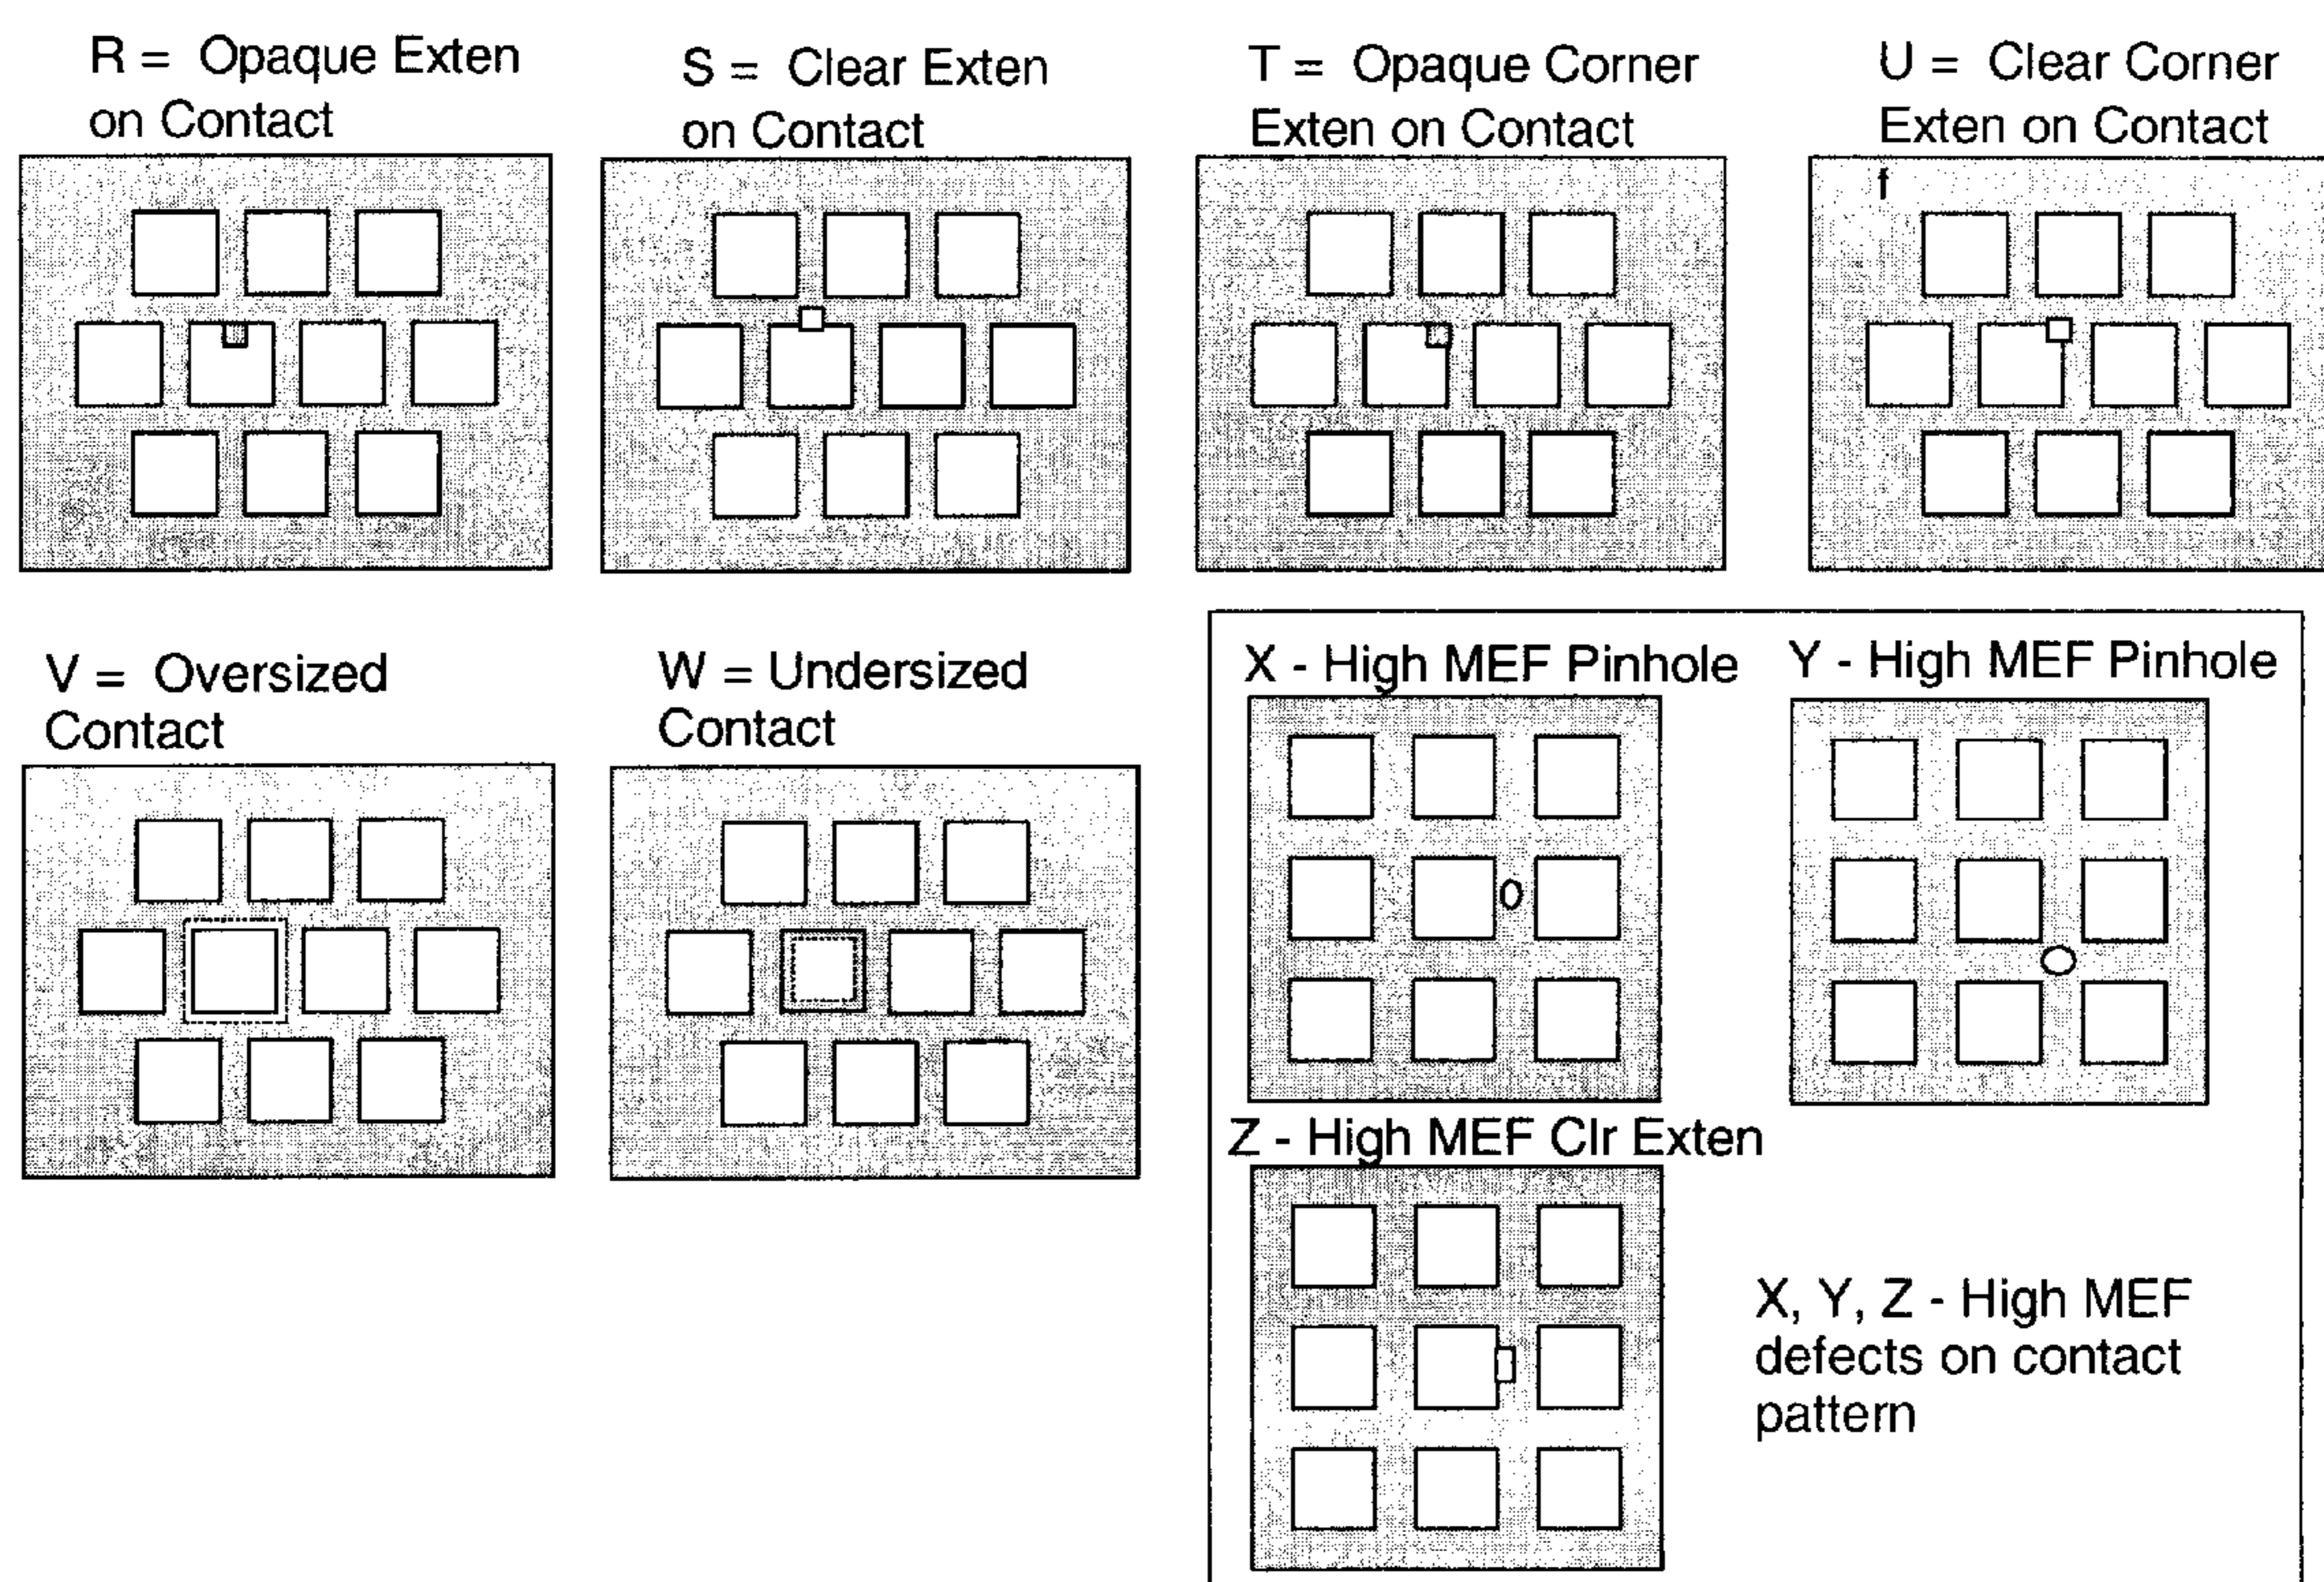 R = Opaque Exten
on Contact
S = Clear Exten
on Contact
T = Opaque Corner
Exten on Contact
U = Clear Corner
Exten on Contact
f
V = Oversized
Contact
W = Undersized
Contact
X - High MEF Pinhole
Y - High MEF Pinhole
Z - High MEF Clr Exten
X, Y, Z - High MEF
defects on contact
pattern